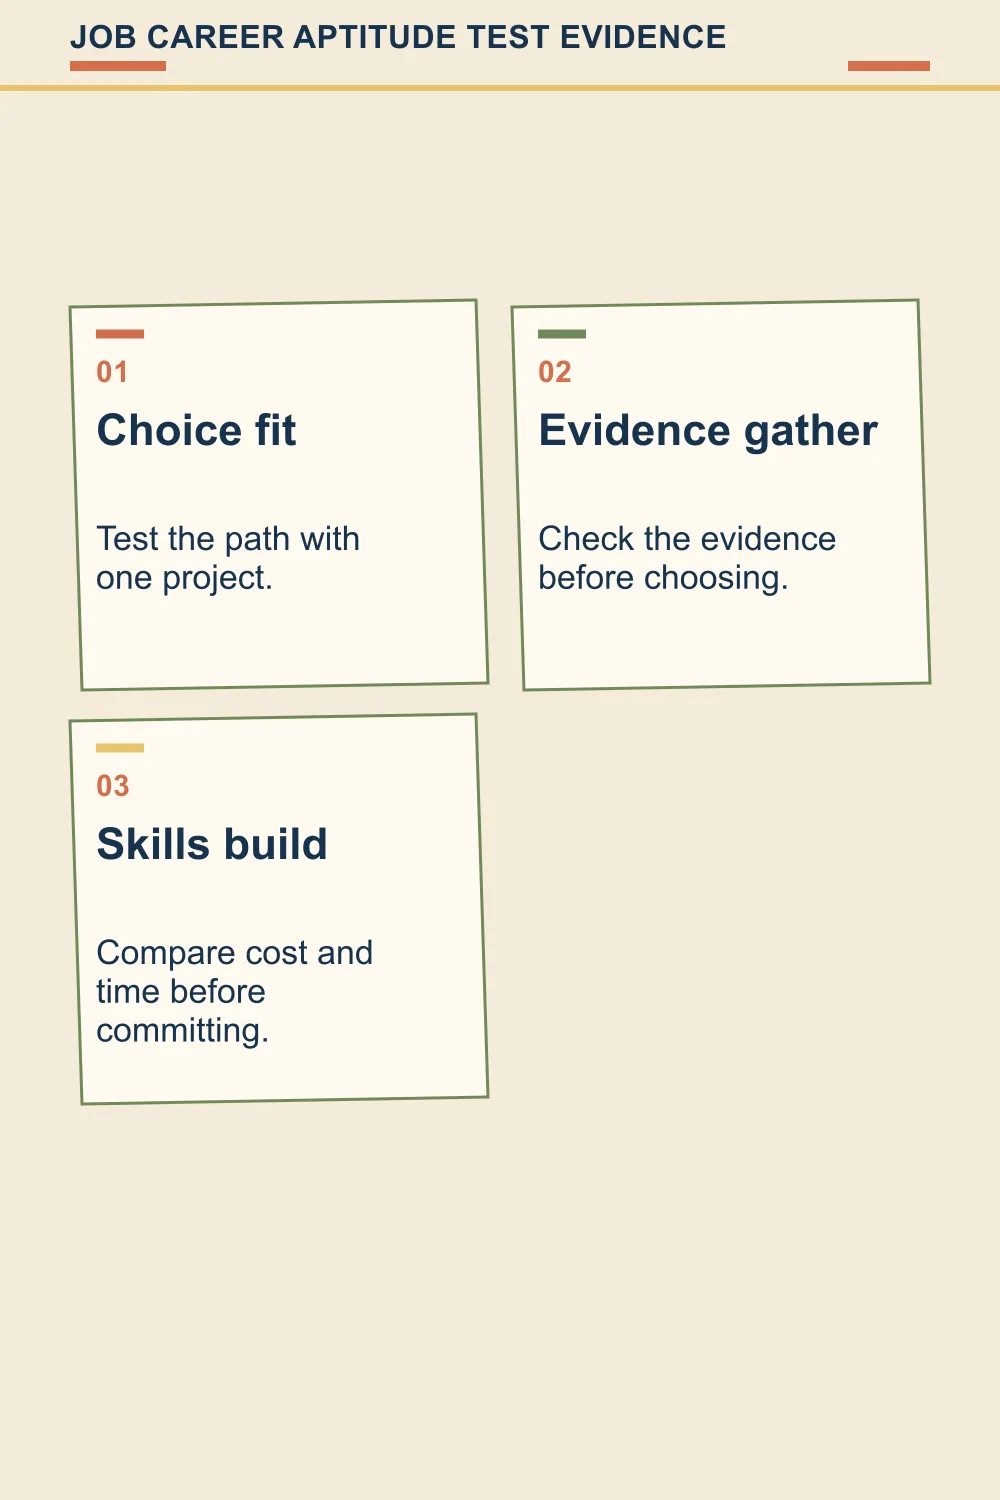 JOB CAREER APTITUDE TEST EVIDENCE
01
Choice fit
Test the path with
one project.
02
Evidence gather
Check the evidence
before choosing.
03
Skills build
Compare cost and
time before
committing.